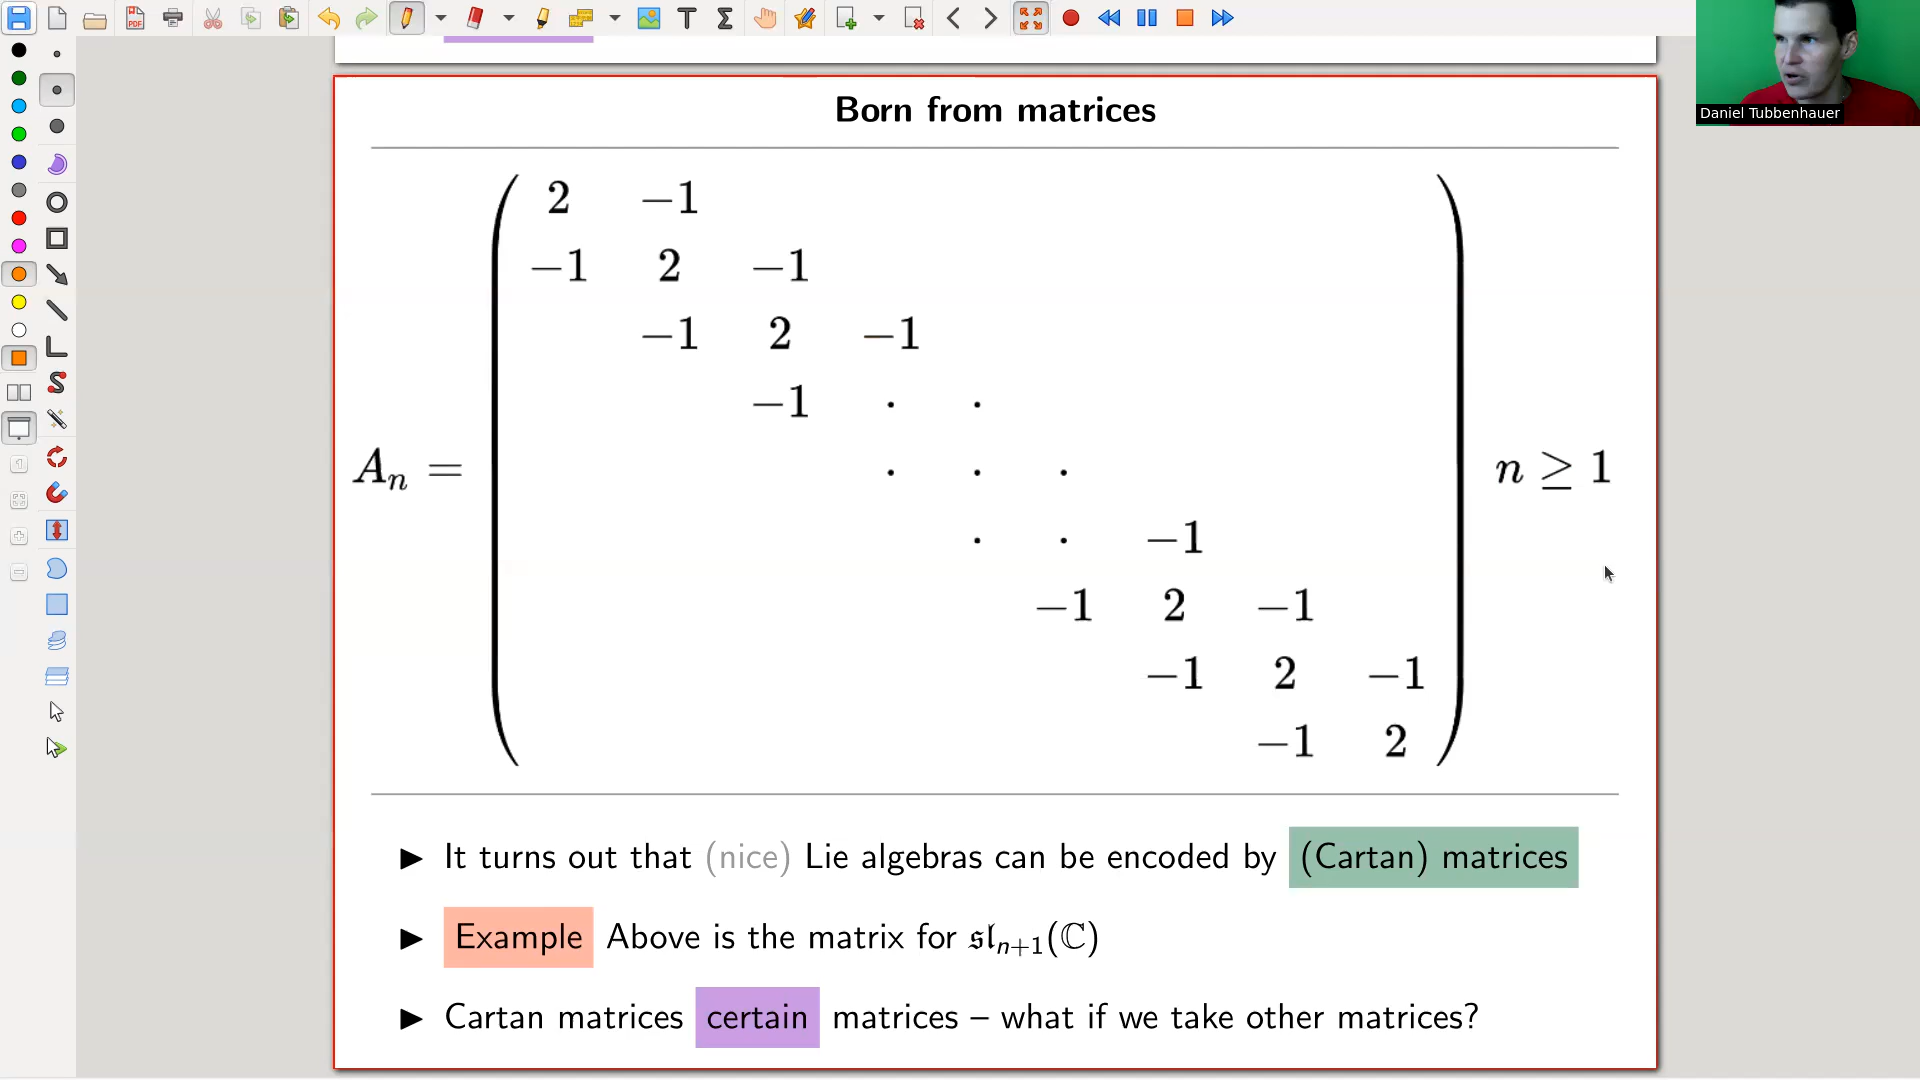 Daniel Tubbenhauer
Born from matrices
2 −1
−1 2 −1
−1 2 −1
−1 · ·
Aₙ = · · · n ≥ 1
· · −1
−1 2 −1
−1 2 −1
−1 2
▶ It turns out that (nice) Lie algebras can be encoded by (Cartan) matrices
▶ Example Above is the matrix for 𝔰𝔩ₙ₊₁(ℂ)
▶ Cartan matrices certain matrices – what if we take other matrices?